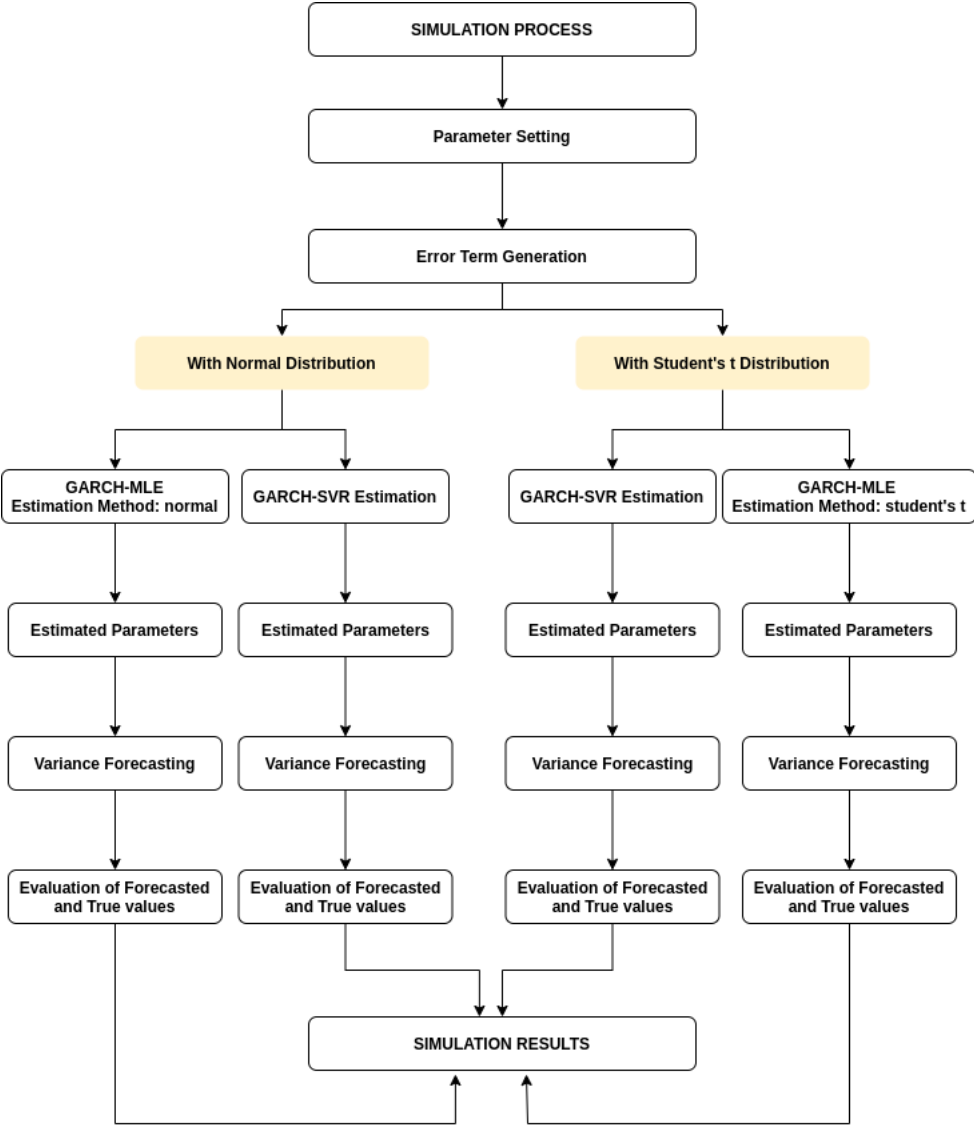 SIMULATION PROCESS
Parameter Setting
Error Term Generation
With Normal Distribution
With Student's t Distribution
GARCH-MLE
Estimation Method: normal
GARCH-SVR Estimation
GARCH-SVR Estimation
GARCH-MLE
Estimation Method: student's t
Estimated Parameters
Estimated Parameters
Estimated Parameters
Estimated Parameters
Variance Forecasting
Variance Forecasting
Variance Forecasting
Variance Forecasting
Evaluation of Forecasted
and True values
Evaluation of Forecasted
and True values
Evaluation of Forecasted
and True values
Evaluation of Forecasted
and True values
SIMULATION RESULTS